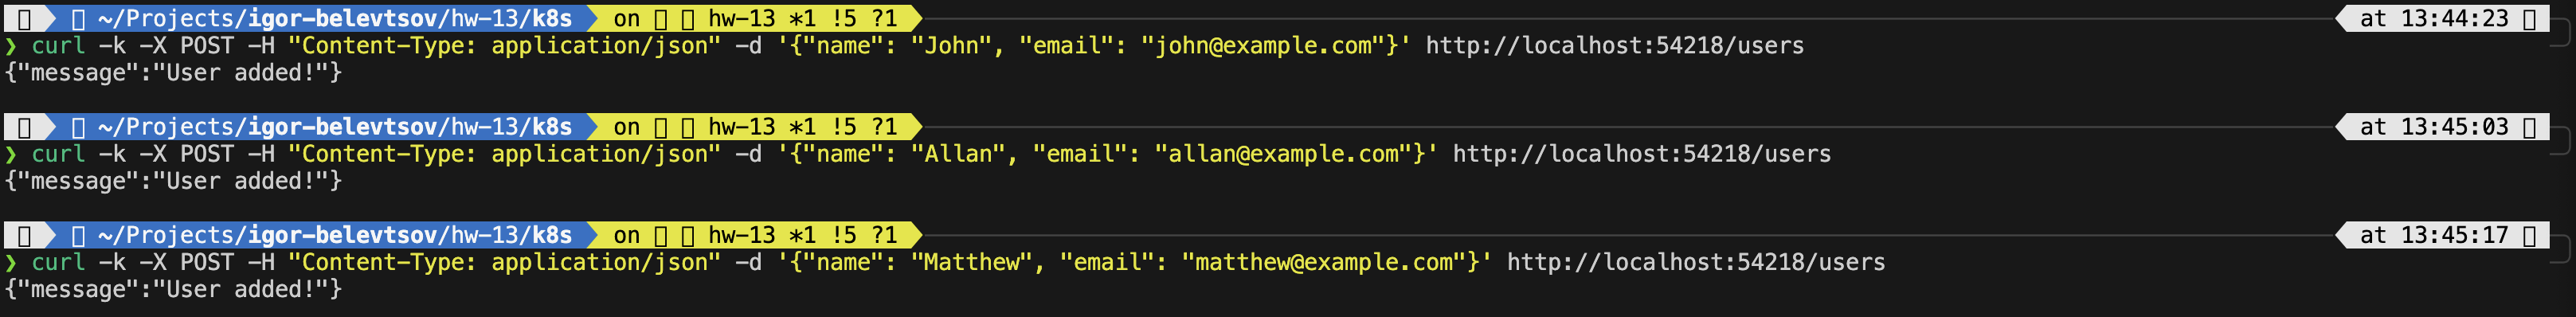 ~/Projects/igor-belevtsov/hw-13/k8s on hw-13 *1 !5 ?1 at 13:44:23
❯ curl -k -X POST -H "Content-Type: application/json" -d '{"name": "John", "email": "john@example.com"}' http://localhost:54218/users
{"message":"User added!"}
~/Projects/igor-belevtsov/hw-13/k8s on hw-13 *1 !5 ?1 at 13:45:03
❯ curl -k -X POST -H "Content-Type: application/json" -d '{"name": "Allan", "email": "allan@example.com"}' http://localhost:54218/users
{"message":"User added!"}
~/Projects/igor-belevtsov/hw-13/k8s on hw-13 *1 !5 ?1 at 13:45:17
❯ curl -k -X POST -H "Content-Type: application/json" -d '{"name": "Matthew", "email": "matthew@example.com"}' http://localhost:54218/users
{"message":"User added!"}